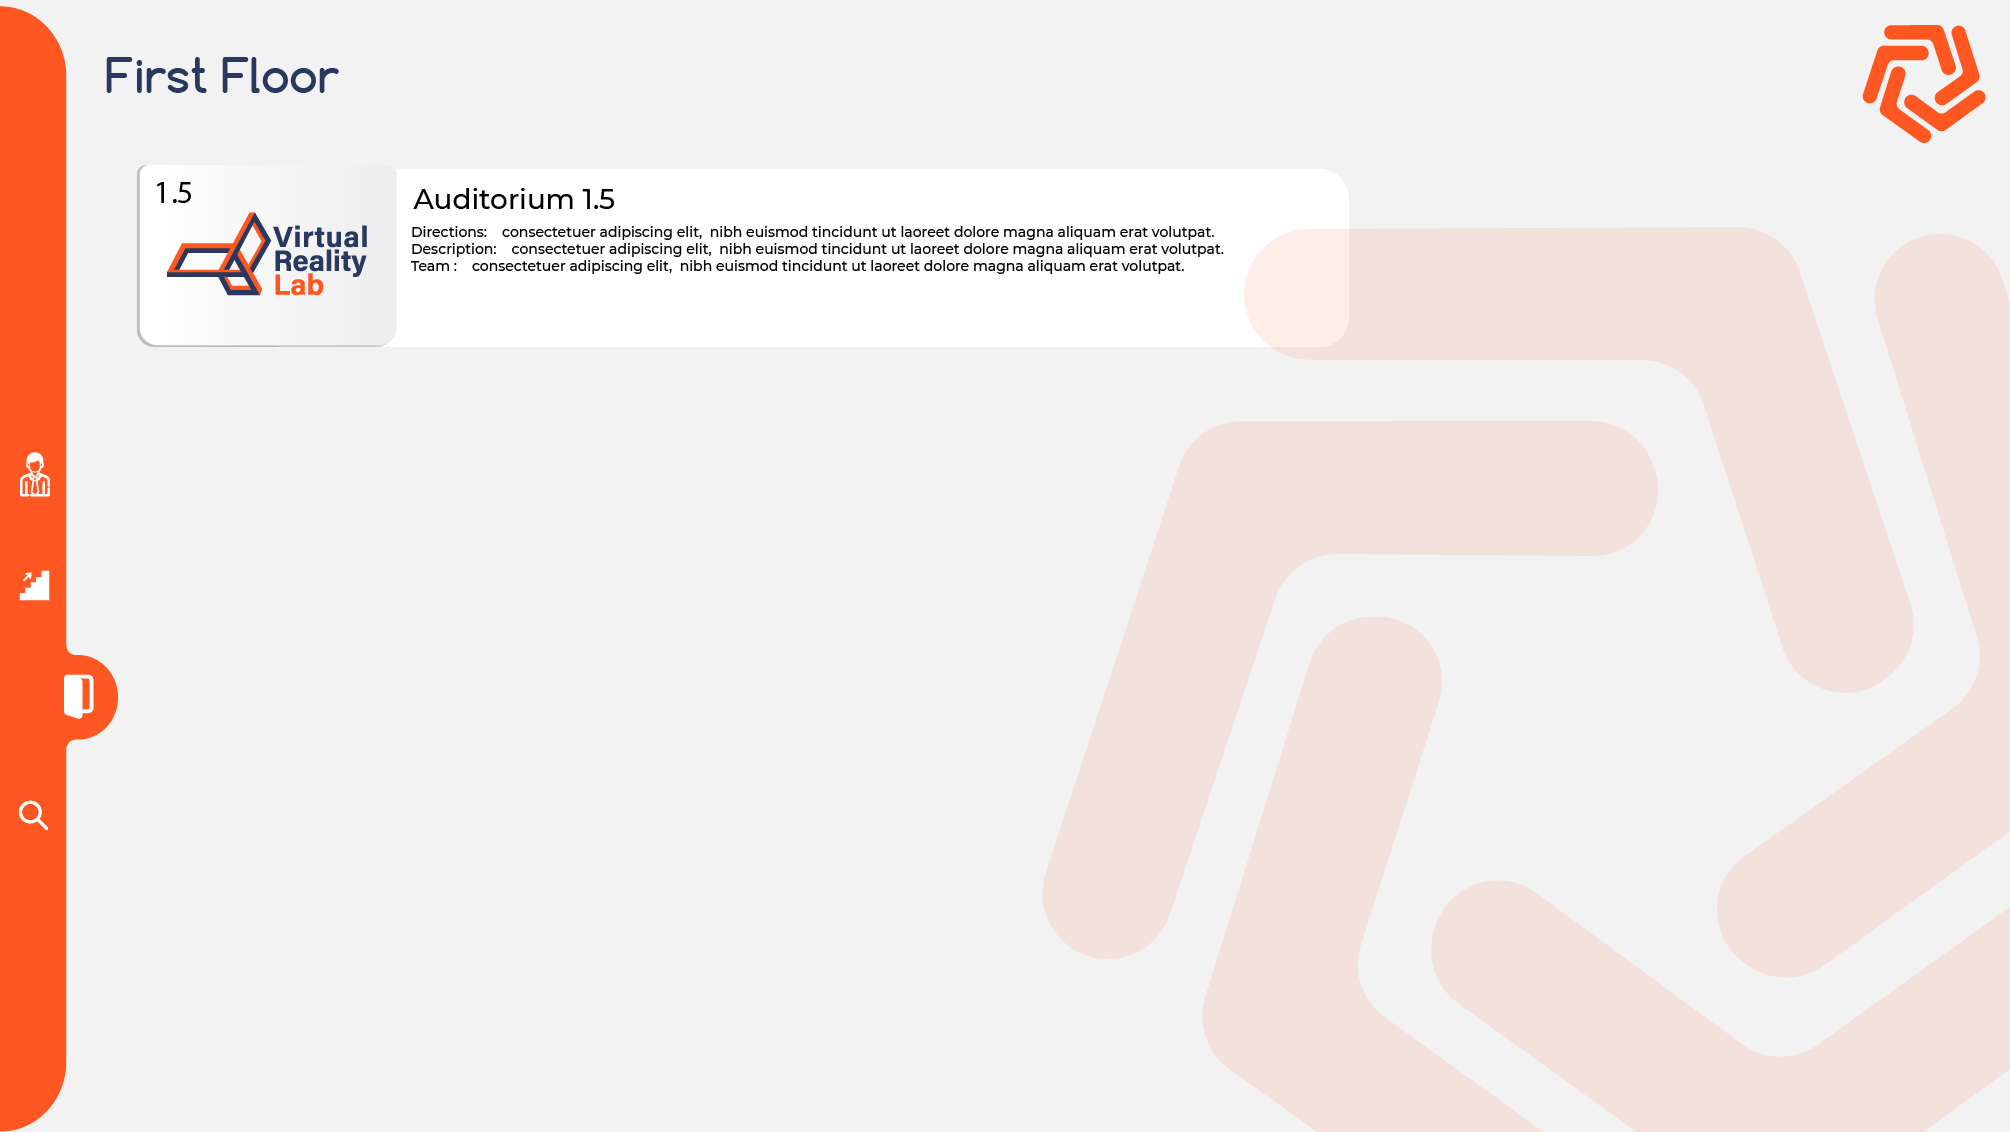 First Floor
1.5
Virtual
Reality
Lab
Auditorium 1.5
Directions: consectetuer adipiscing elit, nibh euismod tincidunt ut laoreet dolore magna aliquam erat volutpat.
Description: consectetuer adipiscing elit, nibh euismod tincidunt ut laoreet dolore magna aliquam erat volutpat.
Team : consectetuer adipiscing elit, nibh euismod tincidunt ut laoreet dolore magna aliquam erat volutpat.